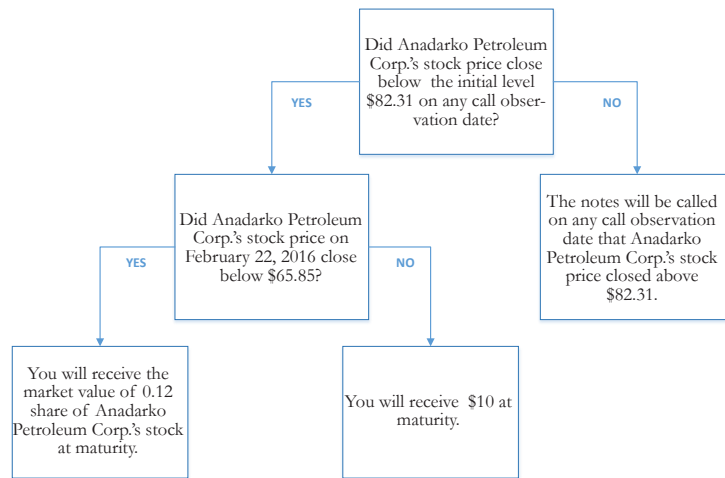 Did Anadarko Petroleum
Corp.'s stock price close
below the initial level
$82.31 on any call obser-
vation date?
YES
NO
Did Anadarko Petroleum
Corp.'s stock price on
February 22, 2016 close
below $65.85?
The notes will be called
on any call observation
date that Anadarko
Petroleum Corp.'s stock
price closed above
$82.31.
YES
NO
You will receive the
market value of 0.12
share of Anadarko
Petroleum Corp.'s stock
at maturity.
You will receive $10 at
maturity.